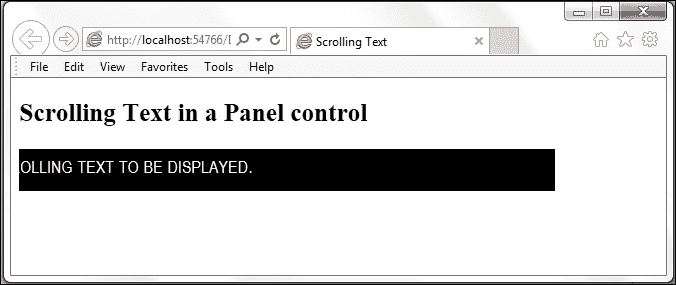 http://localhost:54766/
Scrolling Text
File Edit View Favorites Tools Help
Scrolling Text in a Panel control
OLLING TEXT TO BE DISPLAYED.